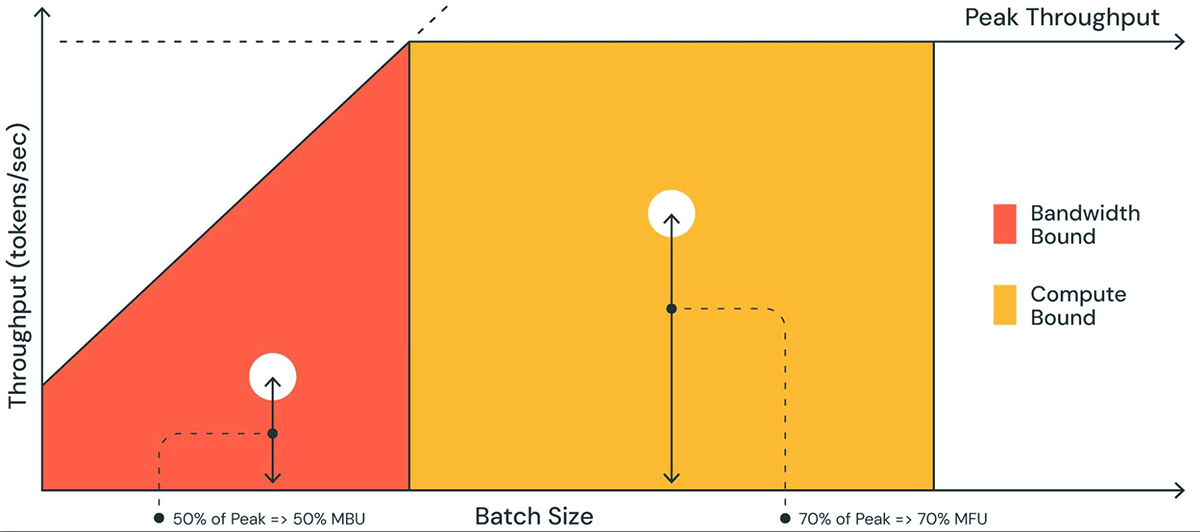 Peak Throughput
Throughput (tokens/sec)
Bandwidth
Bound
Compute
Bound
50% of Peak => 50% MBU
Batch Size
70% of Peak => 70% MFU